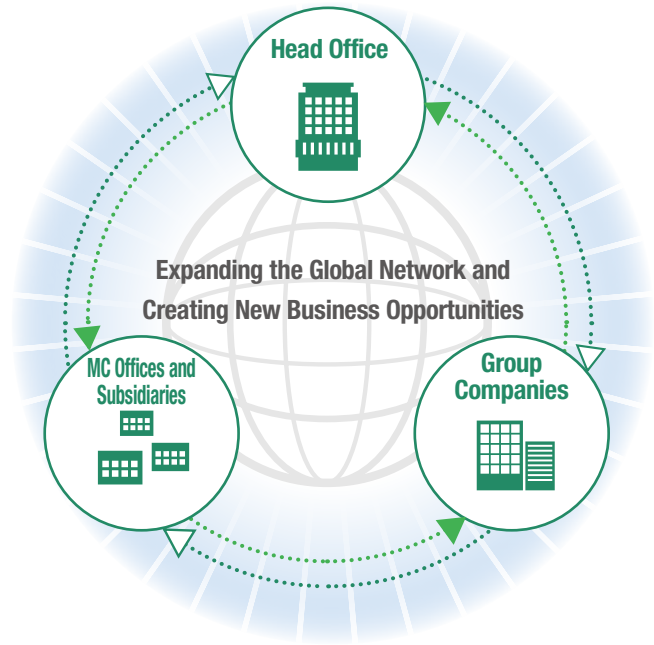 Head Office
Expanding the Global Network and
Creating New Business Opportunities
MC Offices and
Subsidiaries
Group
Companies